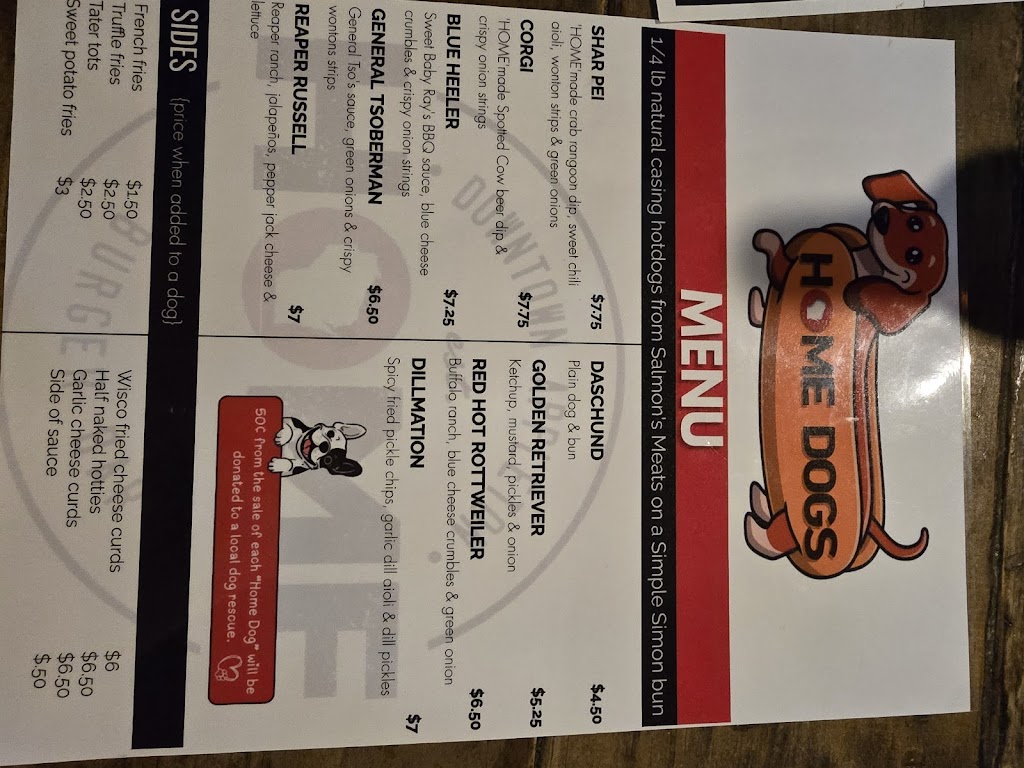 HOME DOGS
MENU
1/4 lb natural casing hotdogs from Salmon's Meats on a Simple Simon bun
SHAR PEI $7.75
'HOME'made crab rangoon dip, sweet chili
aioli, wonton strips & green onions
CORGI $7.75
'HOME'made Spotted Cow beer dip &
crispy onion strings
BLUE HEELER $7.25
Sweet Baby Ray's BBQ sauce, blue cheese
crumbles & crispy onion strings
GENERAL TSOBERMAN $6.50
General Tso's sauce, green onions & crispy
wontons strips
REAPER RUSSELL $7
Reaper ranch, jalapeños, pepper jack cheese &
lettuce
DASCHUND $4.50
Plain dog & bun
GOLDEN RETRIEVER $5.25
Ketchup, mustard, pickles & onion
RED HOT ROTTWEILER $6.50
Buffalo ranch, blue cheese crumbles & green onion
DILLMATION $7
Spicy fried pickle chips, garlic dill aioli & dill pickles
50¢ from the sale of each "Home Dog" will be
donated to a local dog rescue.
SIDES {price when added to a dog}
French fries $1.50
Truffle fries $2.50
Tater tots $2.50
Sweet potato fries $3
Wisco fried cheese curds $6
Half naked hotties $6.50
Garlic cheese curds $6.50
Side of sauce $.50
HOME
DOWNTOWN
BURGE